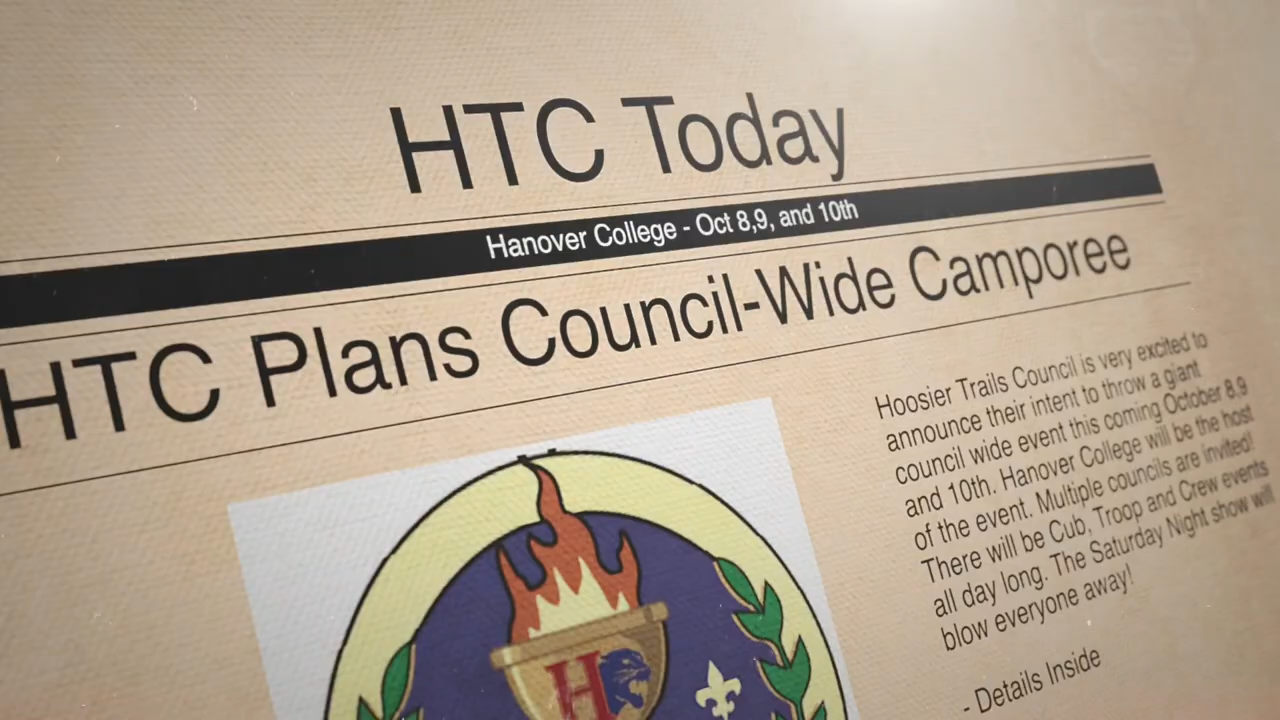 HTC Today
Hanover College - Oct 8,9, and 10th
HTC Plans Council-Wide Camporee
Hoosier Trails Council is very excited to
announce their intent to throw a giant
council wide event this coming October 8,9
and 10th. Hanover College will be the host
of the event. Multiple councils are invited!
There will be Cub, Troop and Crew events
all day long. The Saturday Night show will
blow everyone away!
- Details Inside
H